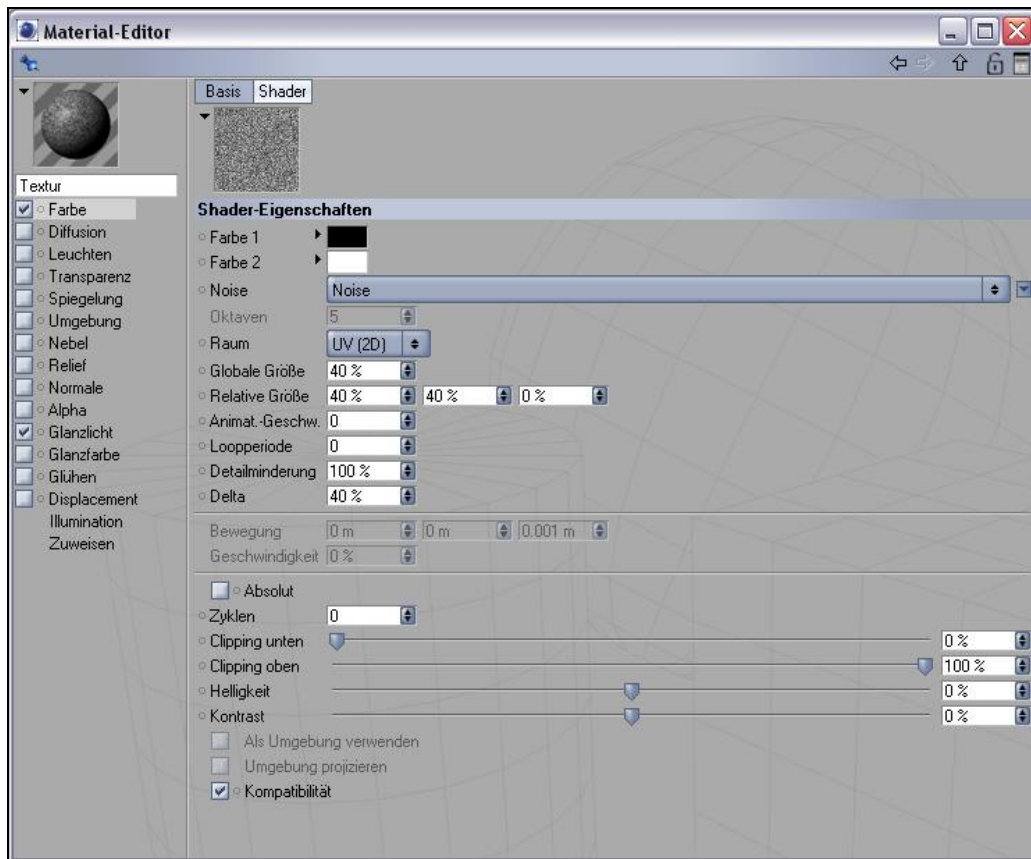 Material-Editor
Basis Shader
Textur
Farbe
Diffusion
Leuchten
Transparenz
Spiegelung
Umgebung
Nebel
Relief
Normale
Alpha
Glanzlicht
Glanzfarbe
Glühen
Displacement
Illumination
Zuweisen
Shader-Eigenschaften
Farbe 1
Farbe 2
Noise Noise
Oktaven 5
Raum UV (2D)
Globale Größe 40 %
Relative Größe 40 % 40 % 0 %
Animat.-Geschw. 0
Loopperiode 0
Detailminderung 100 %
Delta 40 %
Bewegung 0 m 0 m 0.001 m
Geschwindigkeit 0 %
Absolut
Zyklen 0
Clipping unten 0 %
Clipping oben 100 %
Helligkeit 0 %
Kontrast 0 %
Als Umgebung verwenden
Umgebung projizieren
Kompatibilität